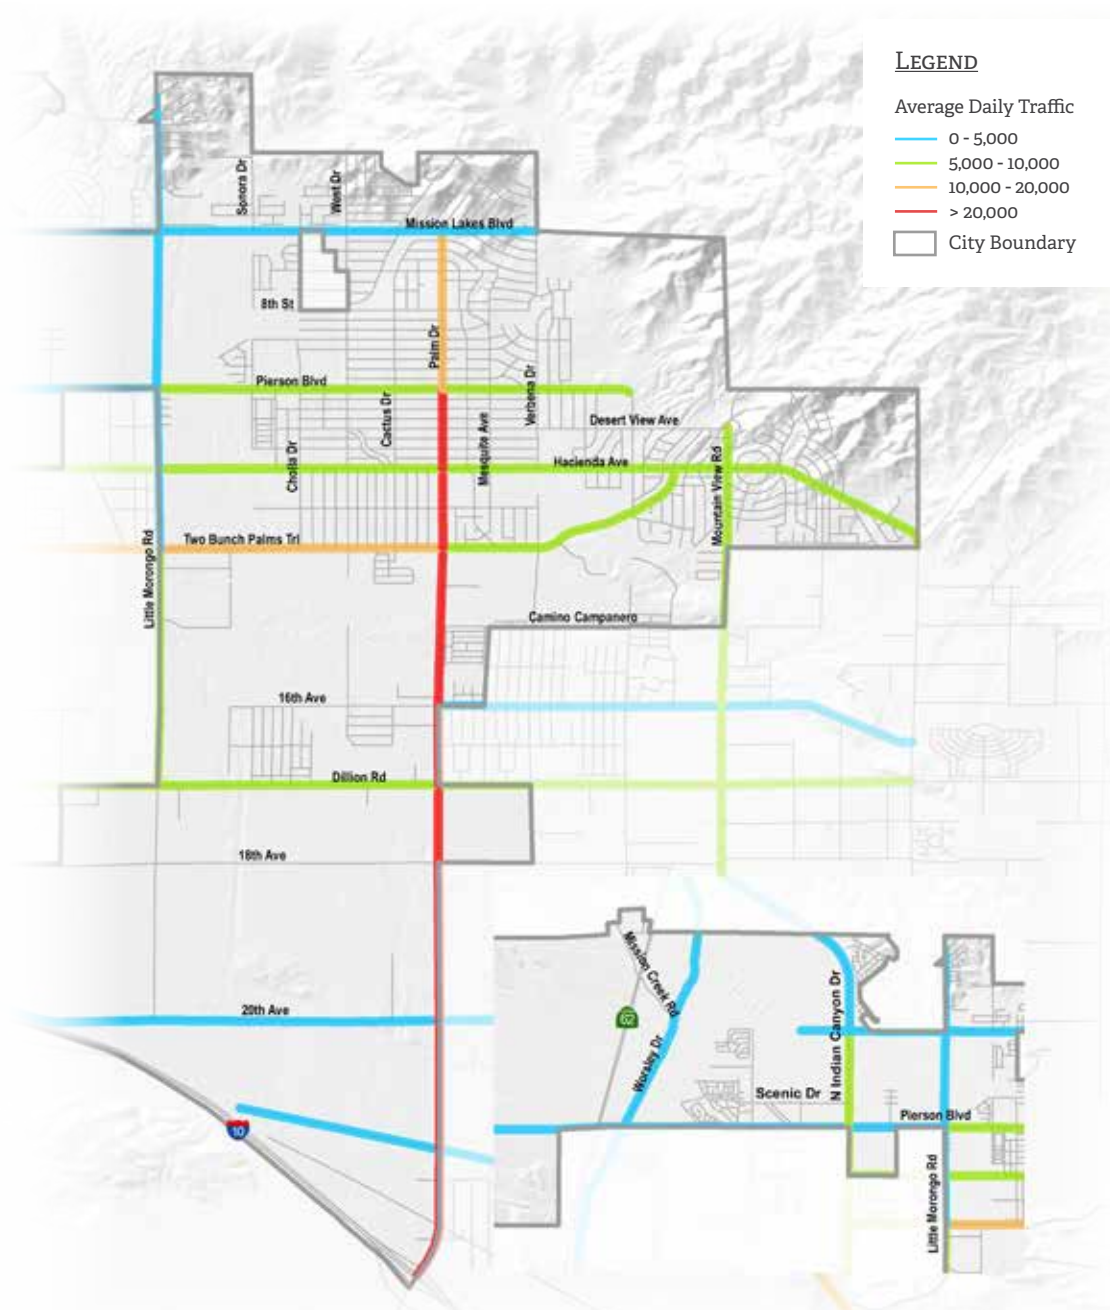 LEGEND
Average Daily Traffic
0 - 5,000
5,000 - 10,000
10,000 - 20,000
> 20,000
City Boundary
Sonora Dr
West Dr
Mission Lakes Blvd
8th St
Palm Dr
Pierson Blvd
Verbena Dr
Cactus Dr
Desert View Ave
Mesquite Ave
Cholla Dr
Hacienda Ave
Mountain View Rd
Two Bunch Palms Trl
Little Morongo Rd
Camino Campanero
16th Ave
Dillion Rd
18th Ave
20th Ave
10
Mission Creek Rd
62
Worsley Dr
N Indian Canyon Dr
Scenic Dr
Pierson Blvd
Little Morongo Rd